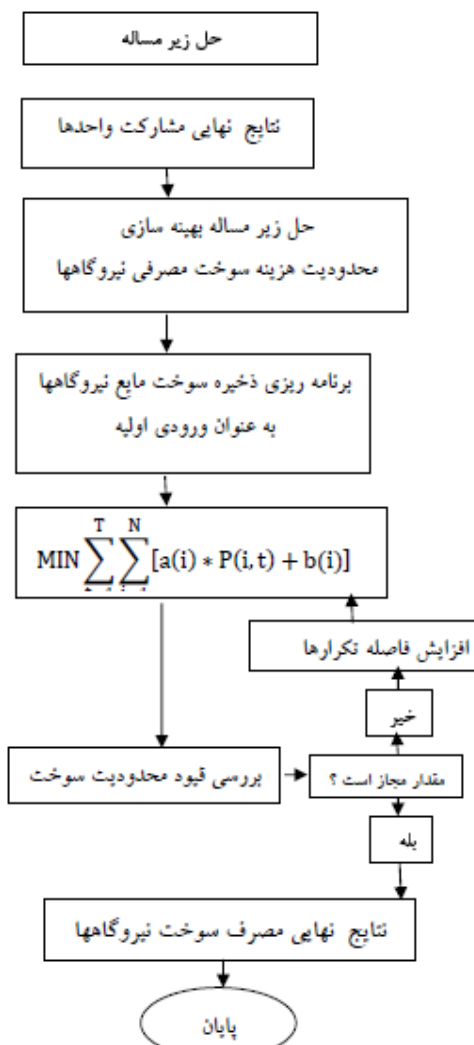 حل زیر مساله
نتایج نهایی مشارکت واحدها
حل زیر مساله بهینه سازی
محدودیت هزینه سوخت مصرفی نیروگاهها
برنامه ریزی ذخیره سوخت مایع نیروگاهها
به عنوان ورودی اولیه
MIN∑∑[a(i) ∗ P(i, t) + b(i)]
T N
افزایش فاصله تکرارها
خیر
بررسی قیود محدودیت سوخت
مقدار مجاز است ؟
بله
نتایج نهایی مصرف سوخت نیروگاهها
پایان